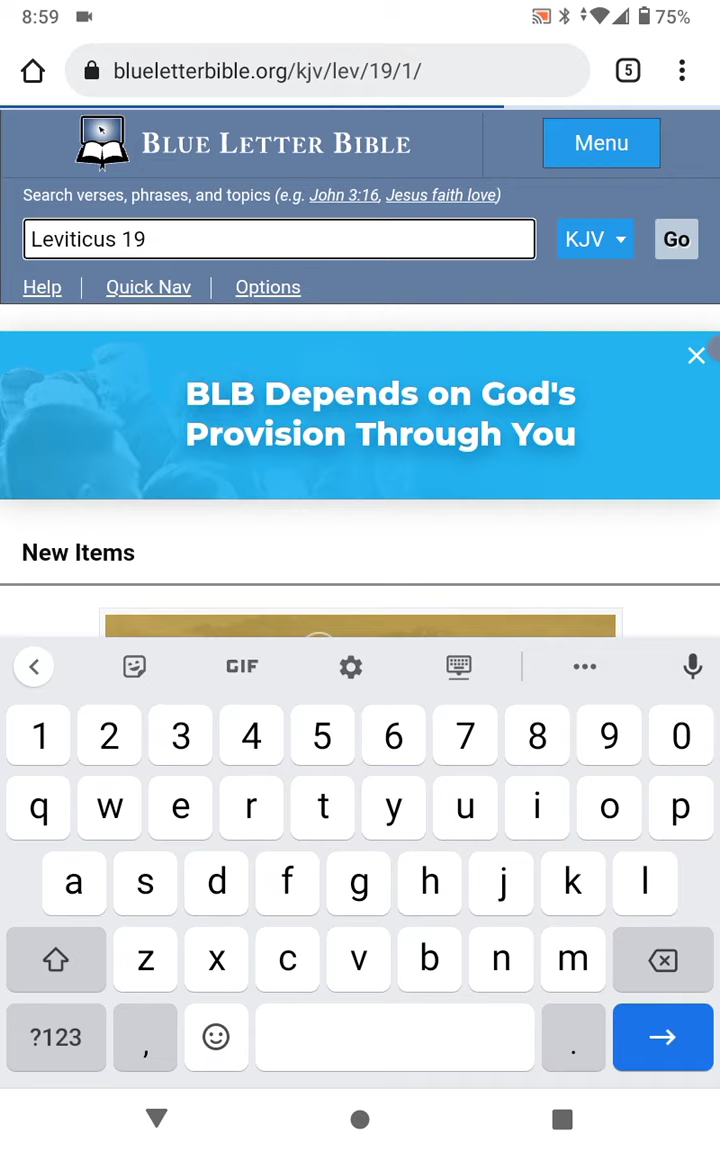 8:59 75%
blueletterbible.org/kjv/lev/19/1/ 5
BLUE LETTER BIBLE Menu
Search verses, phrases, and topics (e.g. John 3:16, Jesus faith love)
Leviticus 19 KJV Go
Help Quick Nav Options
BLB Depends on God's
Provision Through You
New Items
GIF
1 2 3 4 5 6 7 8 9 0
q w e r t y u i o p
a s d f g h j k l
z x c v b n m
?123 , .